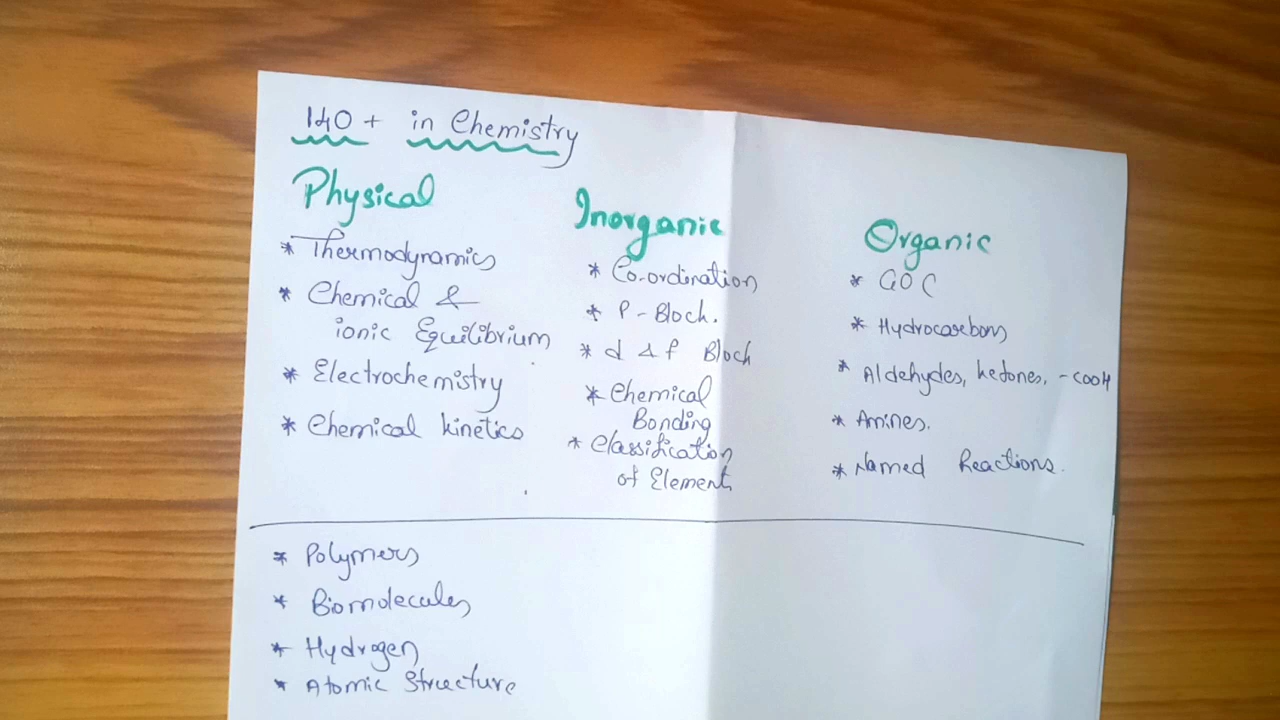 140 + in Chemistry
Physical
* Thermodynamics
* Chemical &
ionic Equilibrium
* Electrochemistry
* Chemical kinetics
Inorganic
* Co-ordination
* P-Block.
* d & f Block
* Chemical
Bonding
* Classification
of Elements
Organic
* GOC
* Hydrocarbons
* Aldehydes, ketones, -COOH
* Amines.
* Named Reactions.
* Polymers
* Biomolecules
* Hydrogen
* Atomic Structure